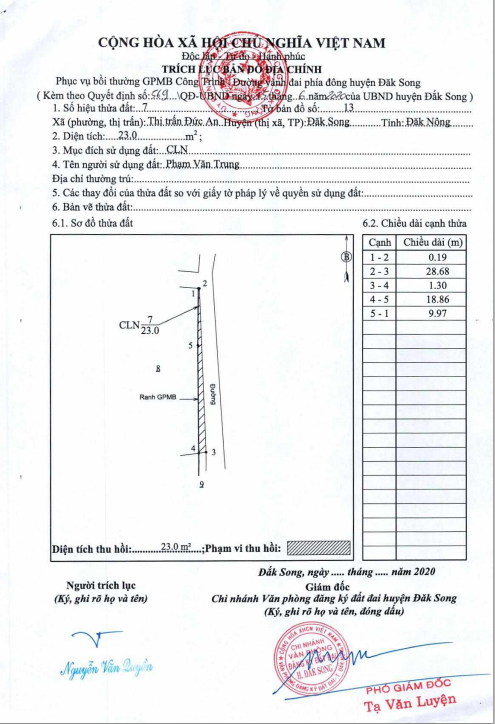 CỘNG HÒA XÃ HỘI CHỦ NGHĨA VIỆT NAM
Độc lập - Tự do - Hạnh phúc
TRÍCH LỤC BẢN ĐỒ ĐỊA CHÍNH
Phục vụ bồi thường GPMB Công Trình: Đường Vành đai phía đông huyện Đăk Song
( Kèm theo Quyết định số: 569 /QĐ-UBND ngày tháng 6 năm 2020 của UBND huyện Đắk Song )
1. Số hiệu thửa đất: 7 Tờ bản đồ số: 13
Xã (phường, thị trấn): Thị trấn Đức An Huyện (thị xã, TP): Đăk Song Tỉnh: Đăk Nông
2. Diện tích: 23.0 m²;
3. Mục đích sử dụng đất: CLN
4. Tên người sử dụng đất: Phạm Văn Trung
Địa chỉ thường trú:
5. Các thay đổi của thửa đất so với giấy tờ pháp lý về quyền sử dụng đất:
6. Bản vẽ thửa đất:
6.1. Sơ đồ thửa đất
6.2. Chiều dài cạnh thửa
Cạnh Chiều dài (m)
1 - 2 0.19
2 - 3 28.68
3 - 4 1.30
4 - 5 18.86
5 - 1 9.97
B
2
1
CLN 7
23.0
5
8
Ranh GPMB
Đường
4
3
9
Diện tích thu hồi: 23.0 m² ;Phạm vi thu hồi:
Đắk Song, ngày ..... tháng ..... năm 2020
Người trích lục
(Ký, ghi rõ họ và tên)
Giám đốc
Chi nhánh Văn phòng đăng ký đất đai huyện Đăk Song
(Ký, ghi rõ họ và tên, đóng dấu)
CHI NHÁNH
VĂN PHÒNG
ĐĂNG KÝ ĐẤT ĐAI
H. ĐĂK SONG
Nguyễn Văn Duyên
PHÓ GIÁM ĐỐC
Tạ Văn Luyện